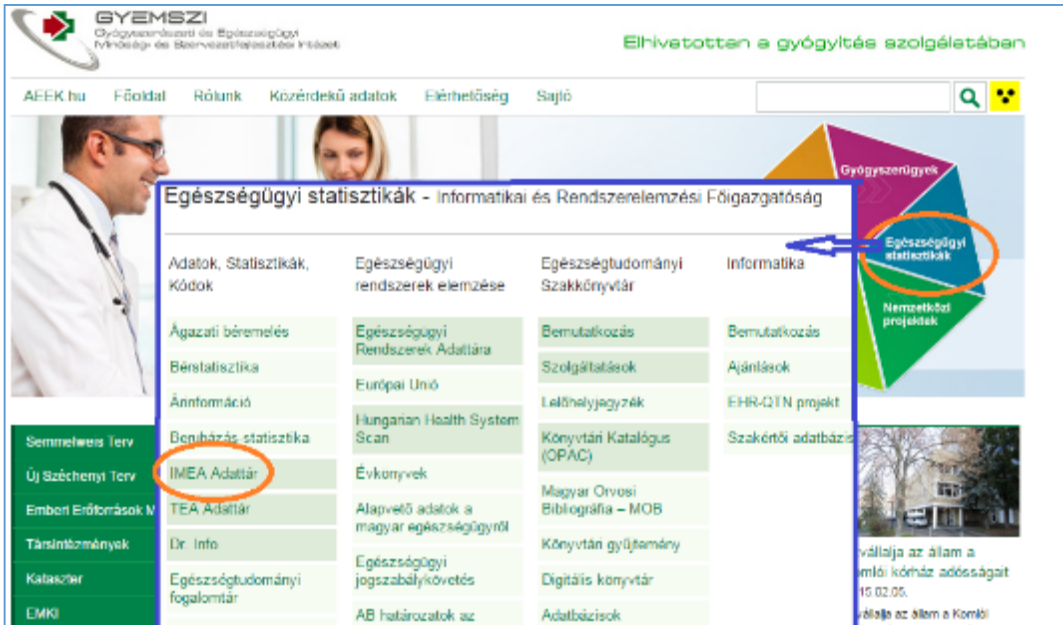 GYEMSZI
Gyógyszerészeti és Egészségügyi
Minőség- és Szervezetfejlesztési Intézet
Elhivatottan a gyógyítás szolgálatában
AEEK.hu Főoldal Rólunk Közérdekű adatok Elérhetőség Sajtó
Gyógyszerügyek
Egészségügyi
statisztikák
Nemzetközi
projektek
Egészségügyi statisztikák - Informatikai és Rendszerelemzési Főigazgatóság
Adatok, Statisztikák,
Kódok
Ágazati béremelés
Bérstatisztika
Ánnformáció
Beruházás-statisztika
IMEA Adattár
TEA Adattár
Dr. Info
Egészségtudományi
fogalomtár
Egészségügyi
rendszerek elemzése
Egészségügyi
Rendszerek Adattára
Európai Unió
Hungarian Health System
Scan
Évkönyvek
Alapvető adatok a
magyar egészségügyről
Egészségügyi
jogszabálykövetés
AB határozatok az
Egészségtudományi
Szakkönyvtár
Bemutatkozás
Szolgáltatások
Lelőhelyjegyzék
Könyvtári Katalógus
(OPAC)
Magyar Orvosi
Bibliográfia – MOB
Könyvtári gyűjtemény
Digitális könyvtár
Adatbázisok
Informatika
Bemutatkozás
Ajánlások
EHR-QTN projekt
Szakértői adatbázis
Semmelweis Terv
Új Széchenyi Terv
Emberi Erőforrások M
Társintézmények
Kataszter
EMKI
vállalja az állam a
omlói kórház adósságait
15.02.05.
vállalja az állam a Komlói